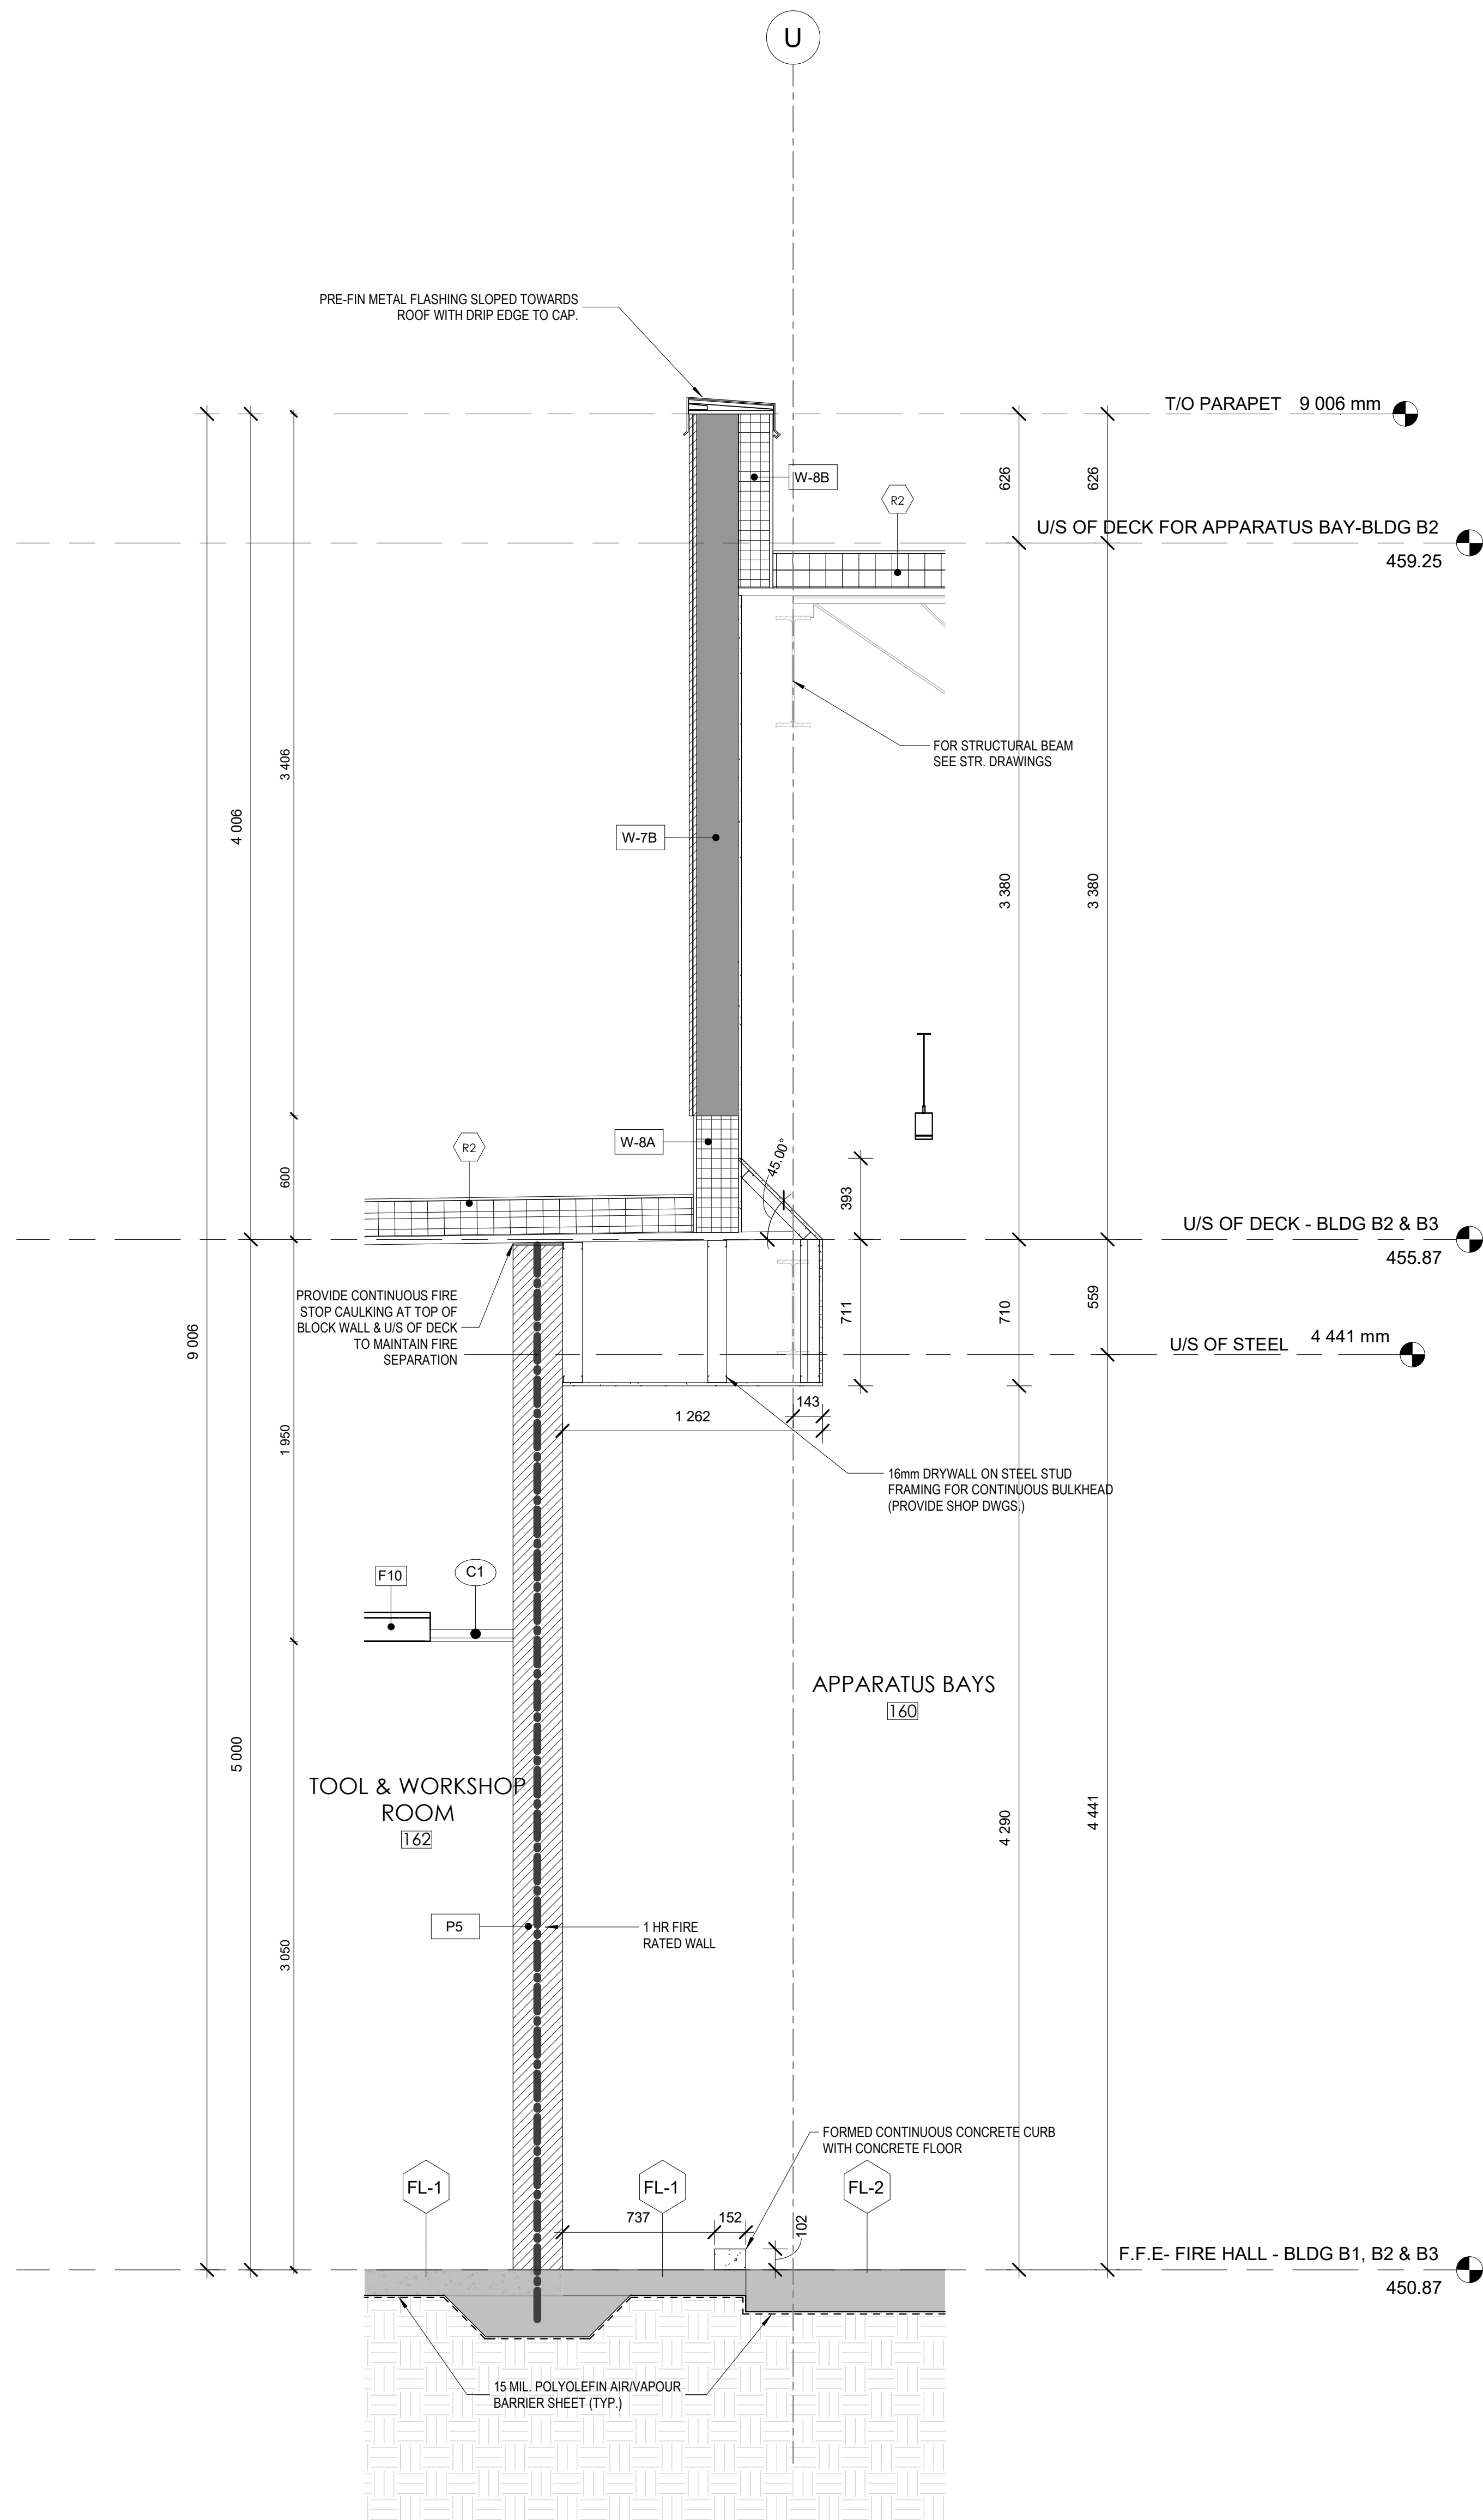 U
PRE-FIN METAL FLASHING SLOPED TOWARDS
ROOF WITH DRIP EDGE TO CAP.
T/O PARAPET 9 006 mm
W-8B
R2
626
626
U/S OF DECK FOR APPARATUS BAY-BLDG B2
459.25
FOR STRUCTURAL BEAM
SEE STR. DRAWINGS
3 406
4 006
W-7B
3 380
3 380
R2
W-8A
45.00°
600
393
U/S OF DECK - BLDG B2 & B3
455.87
PROVIDE CONTINUOUS FIRE
STOP CAULKING AT TOP OF
BLOCK WALL & U/S OF DECK
TO MAINTAIN FIRE
SEPARATION
9 006
711
710
559
U/S OF STEEL 4 441 mm
143
1 262
1 950
16mm DRYWALL ON STEEL STUD
FRAMING FOR CONTINUOUS BULKHEAD
(PROVIDE SHOP DWGS.)
F10
C1
APPARATUS BAYS
160
5 000
TOOL & WORKSHOP
ROOM
162
4 290
4 441
P5
1 HR FIRE
RATED WALL
3 050
FORMED CONTINUOUS CONCRETE CURB
WITH CONCRETE FLOOR
FL-1
FL-1
FL-2
737
152
102
F.F.E- FIRE HALL - BLDG B1, B2 & B3
450.87
15 MIL. POLYOLEFIN AIR/VAPOUR
BARRIER SHEET (TYP.)